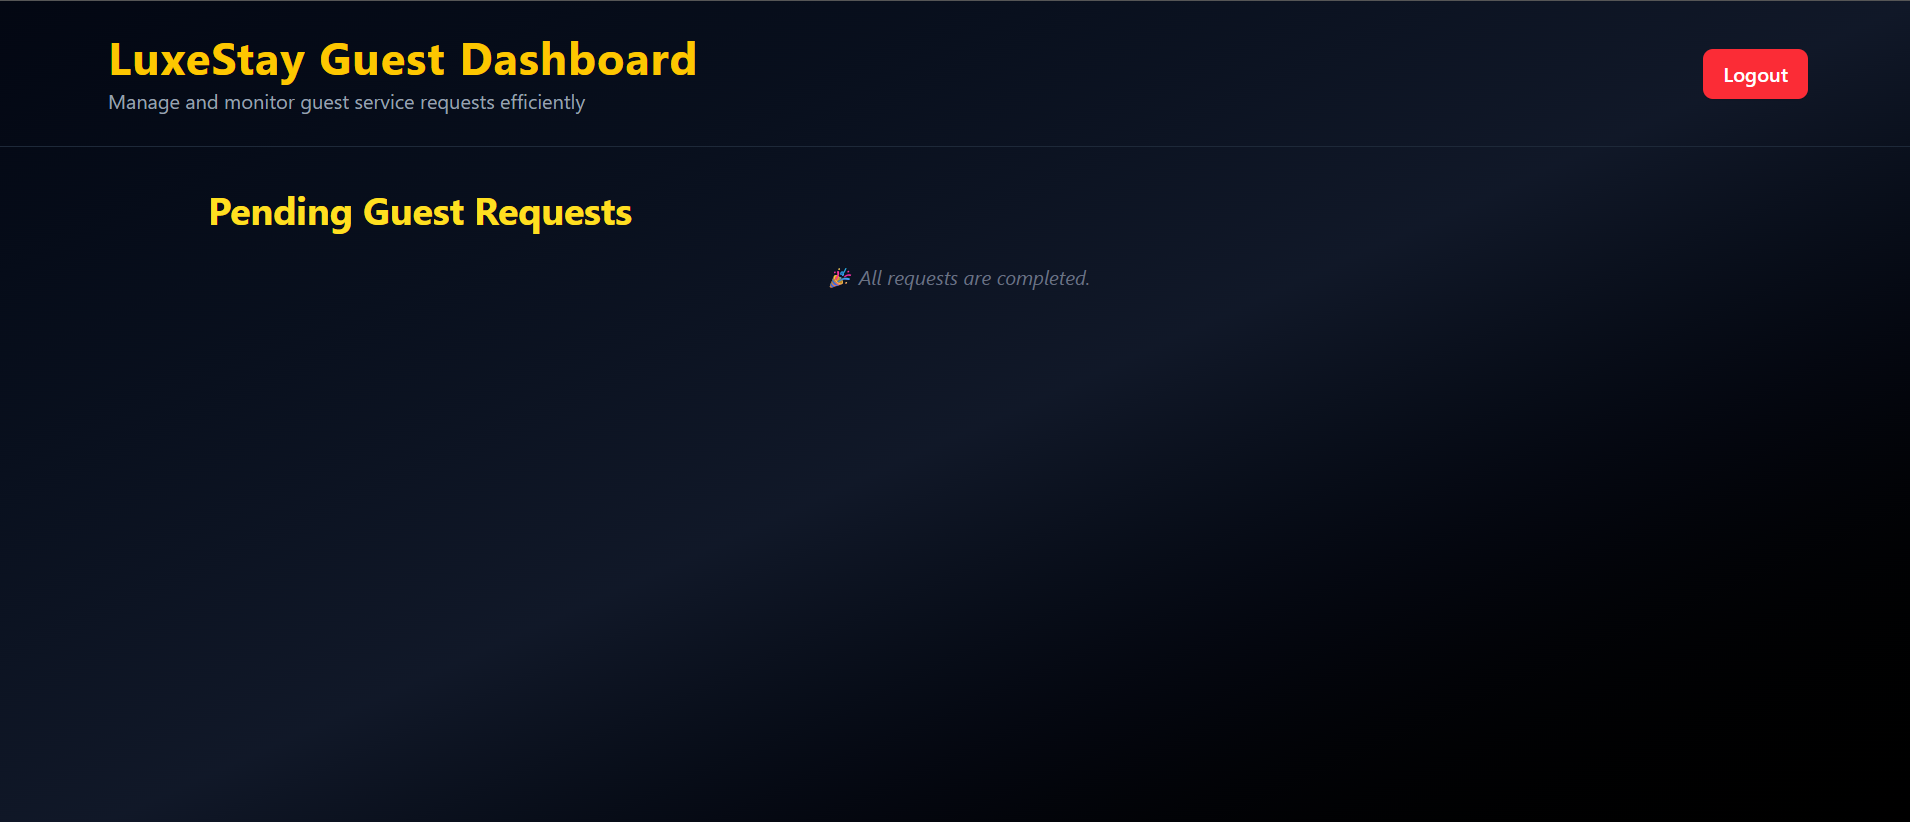 LuxeStay Guest Dashboard
Manage and monitor guest service requests efficiently
Logout
Pending Guest Requests
🎉 All requests are completed.